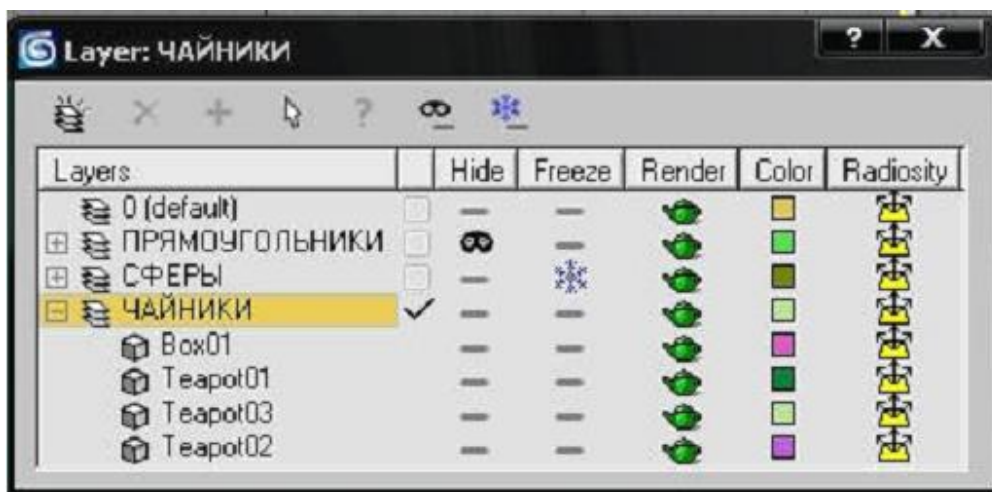 Layer: ЧАЙНИКИ ? X
?
Layers Hide Freeze Render Color Radiosity
0 (default)
ПРЯМОУГОЛЬНИКИ
СФЕРЫ
ЧАЙНИКИ
Box01
Teapot01
Teapot03
Teapot02